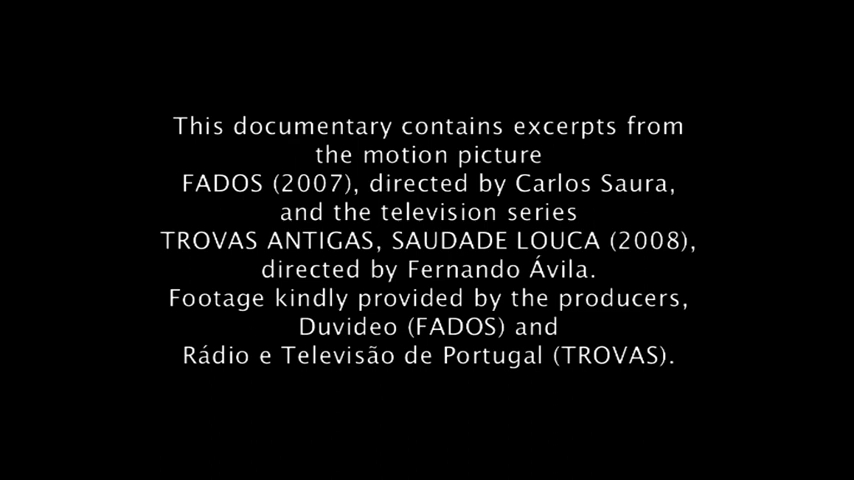 This documentary contains excerpts from
the motion picture
FADOS (2007), directed by Carlos Saura,
and the television series
TROVAS ANTIGAS, SAUDADE LOUCA (2008),
directed by Fernando Ávila.
Footage kindly provided by the producers,
Duvideo (FADOS) and
Rádio e Televisão de Portugal (TROVAS).